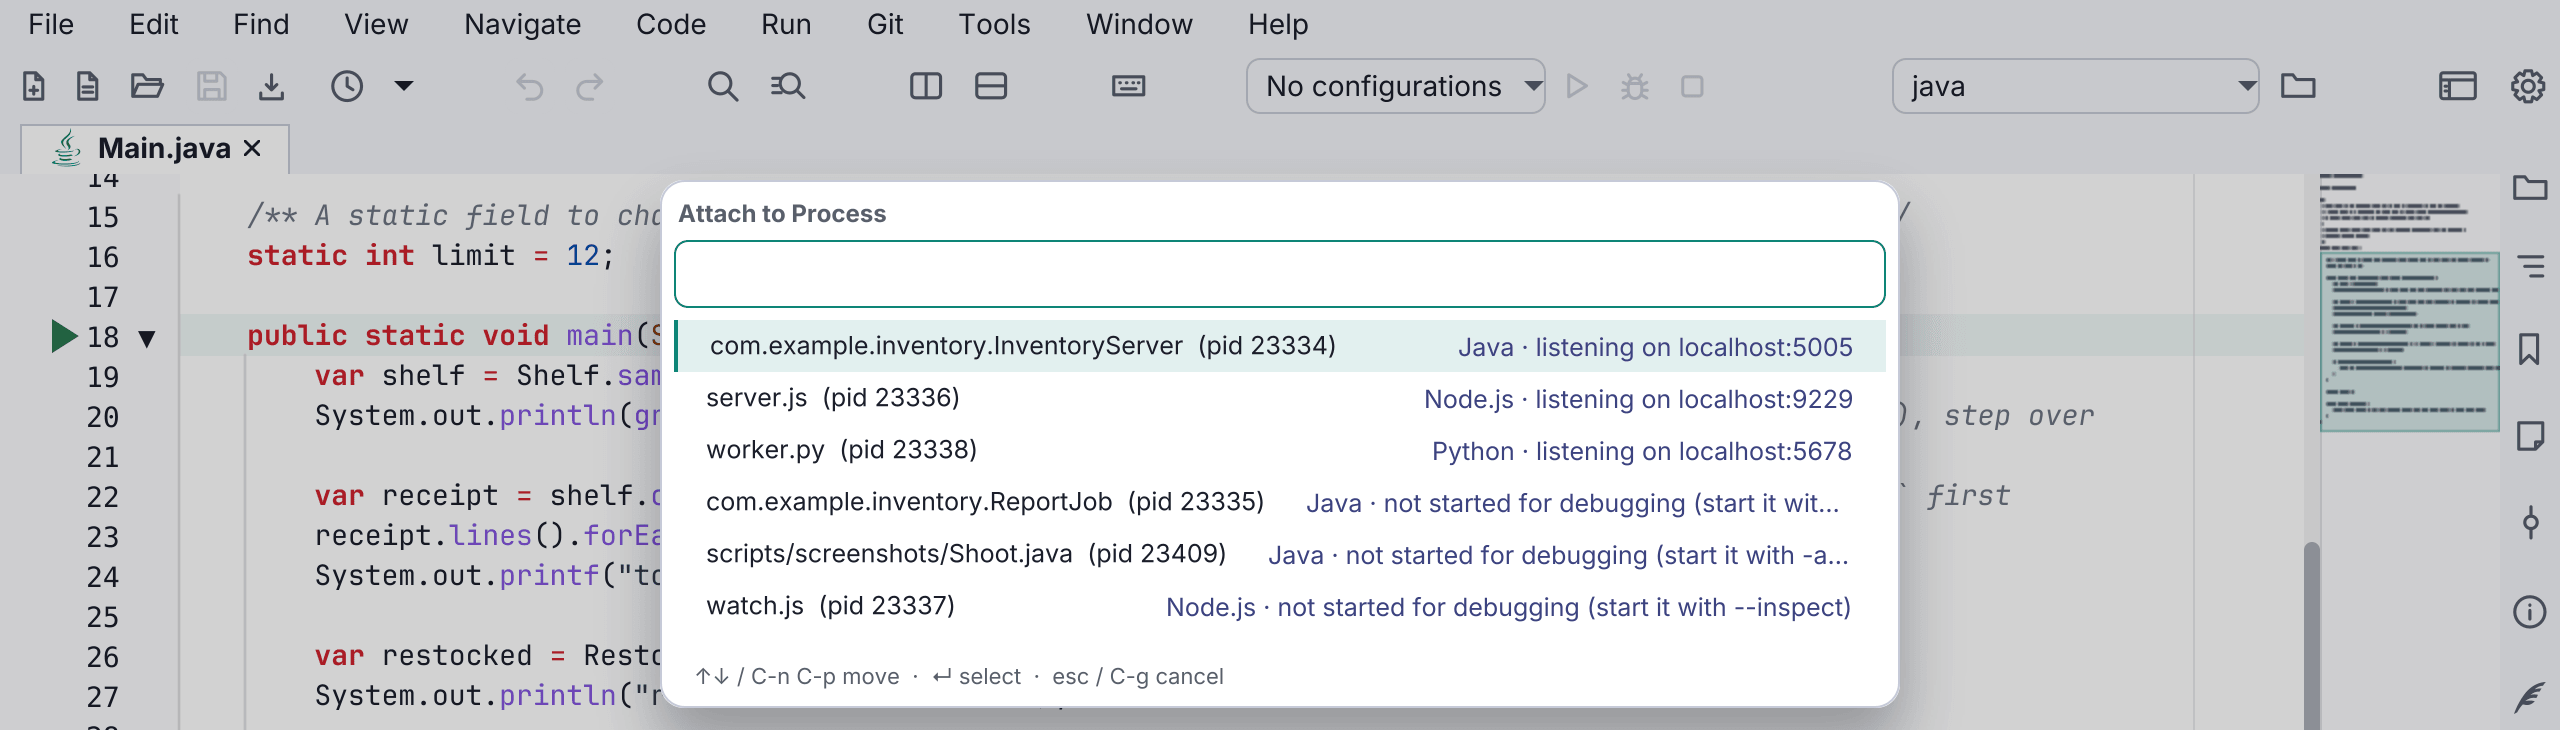 File Edit Find View Navigate Code Run Git Tools Window Help
No configurations
java
Main.java
14
15 /** A static field to cha
16 static int limit = 12;
17
18 public static void main(S
19 var shelf = Shelf.sam
20 System.out.println(gr
), step over
21
22 var receipt = shelf.c
` first
23 receipt.lines().forEa
24 System.out.printf("to
25
26 var restocked = Resto
27 System.out.println("r
Attach to Process
com.example.inventory.InventoryServer (pid 23334) Java · listening on localhost:5005
server.js (pid 23336) Node.js · listening on localhost:9229
worker.py (pid 23338) Python · listening on localhost:5678
com.example.inventory.ReportJob (pid 23335) Java · not started for debugging (start it wit...
scripts/screenshots/Shoot.java (pid 23409) Java · not started for debugging (start it with -a...
watch.js (pid 23337) Node.js · not started for debugging (start it with --inspect)
↑↓ / C-n C-p move · ↵ select · esc / C-g cancel